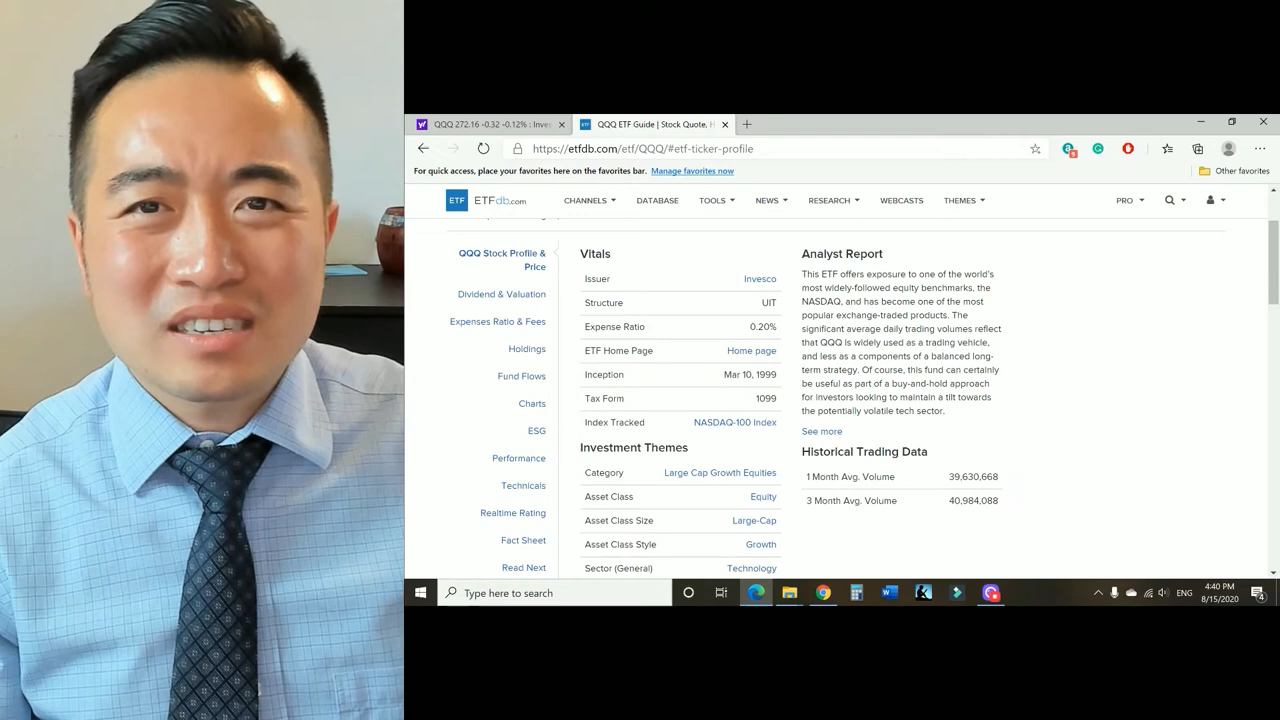 QQQ 272.16 -0.32 -0.12% : Inves
QQQ ETF Guide | Stock Quote, H
https://etfdb.com/etf/QQQ/#etf-ticker-profile
For quick access, place your favorites here on the favorites bar. Manage favorites now
Other favorites
ETF ETFdb.com CHANNELS DATABASE TOOLS NEWS RESEARCH WEBCASTS THEMES PRO
QQQ Stock Profile &
Price
Dividend & Valuation
Expenses Ratio & Fees
Holdings
Fund Flows
Charts
ESG
Performance
Technicals
Realtime Rating
Fact Sheet
Read Next
Vitals
Issuer Invesco
Structure UIT
Expense Ratio 0.20%
ETF Home Page Home page
Inception Mar 10, 1999
Tax Form 1099
Index Tracked NASDAQ-100 Index
Investment Themes
Category Large Cap Growth Equities
Asset Class Equity
Asset Class Size Large-Cap
Asset Class Style Growth
Sector (General) Technology
Analyst Report
This ETF offers exposure to one of the world's
most widely-followed equity benchmarks, the
NASDAQ, and has become one of the most
popular exchange-traded products. The
significant average daily trading volumes reflect
that QQQ is widely used as a trading vehicle,
and less as a components of a balanced long-
term strategy. Of course, this fund can certainly
be useful as part of a buy-and-hold approach
for investors looking to maintain a tilt towards
the potentially volatile tech sector.
See more
Historical Trading Data
1 Month Avg. Volume 39,630,668
3 Month Avg. Volume 40,984,088
Type here to search
ENG
4:40 PM
8/15/2020